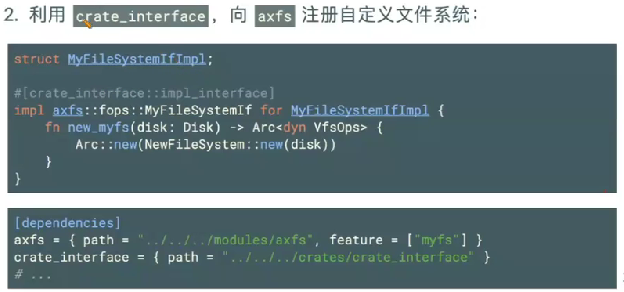 2. 利用 crate_interface，向 axfs 注册自定义文件系统：
struct MyFileSystemIfImpl;
#[crate_interface::impl_interface]
impl axfs::fops::MyFileSystemIf for MyFileSystemIfImpl {
    fn new_myfs(disk: Disk) -> Arc<dyn VfsOps> {
        Arc::new(NewFileSystem::new(disk))
    }
}
[dependencies]
axfs = { path = "../../../modules/axfs", feature = ["myfs"] }
crate_interface = { path = "../../../crates/crate_interface" }
# ...